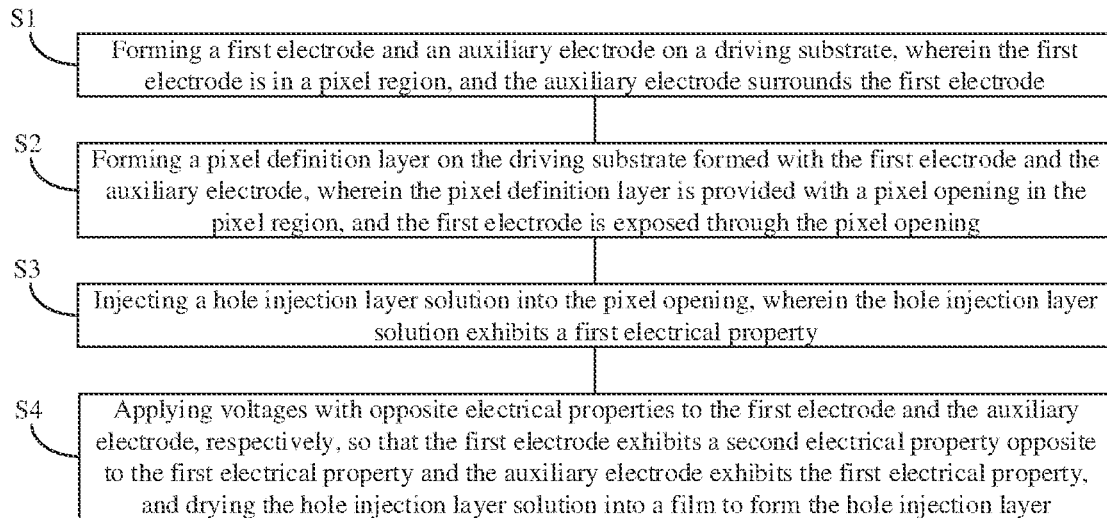 S1
Forming a first electrode and an auxiliary electrode on a driving substrate, wherein the first
electrode is in a pixel region, and the auxiliary electrode surrounds the first electrode
S2
Forming a pixel definition layer on the driving substrate formed with the first electrode and the
auxiliary electrode, wherein the pixel definition layer is provided with a pixel opening in the
pixel region, and the first electrode is exposed through the pixel opening
S3
Injecting a hole injection layer solution into the pixel opening, wherein the hole injection layer
solution exhibits a first electrical property
S4
Applying voltages with opposite electrical properties to the first electrode and the auxiliary
electrode, respectively, so that the first electrode exhibits a second electrical property opposite
to the first electrical property and the auxiliary electrode exhibits the first electrical property,
and drying the hole injection layer solution into a film to form the hole injection layer